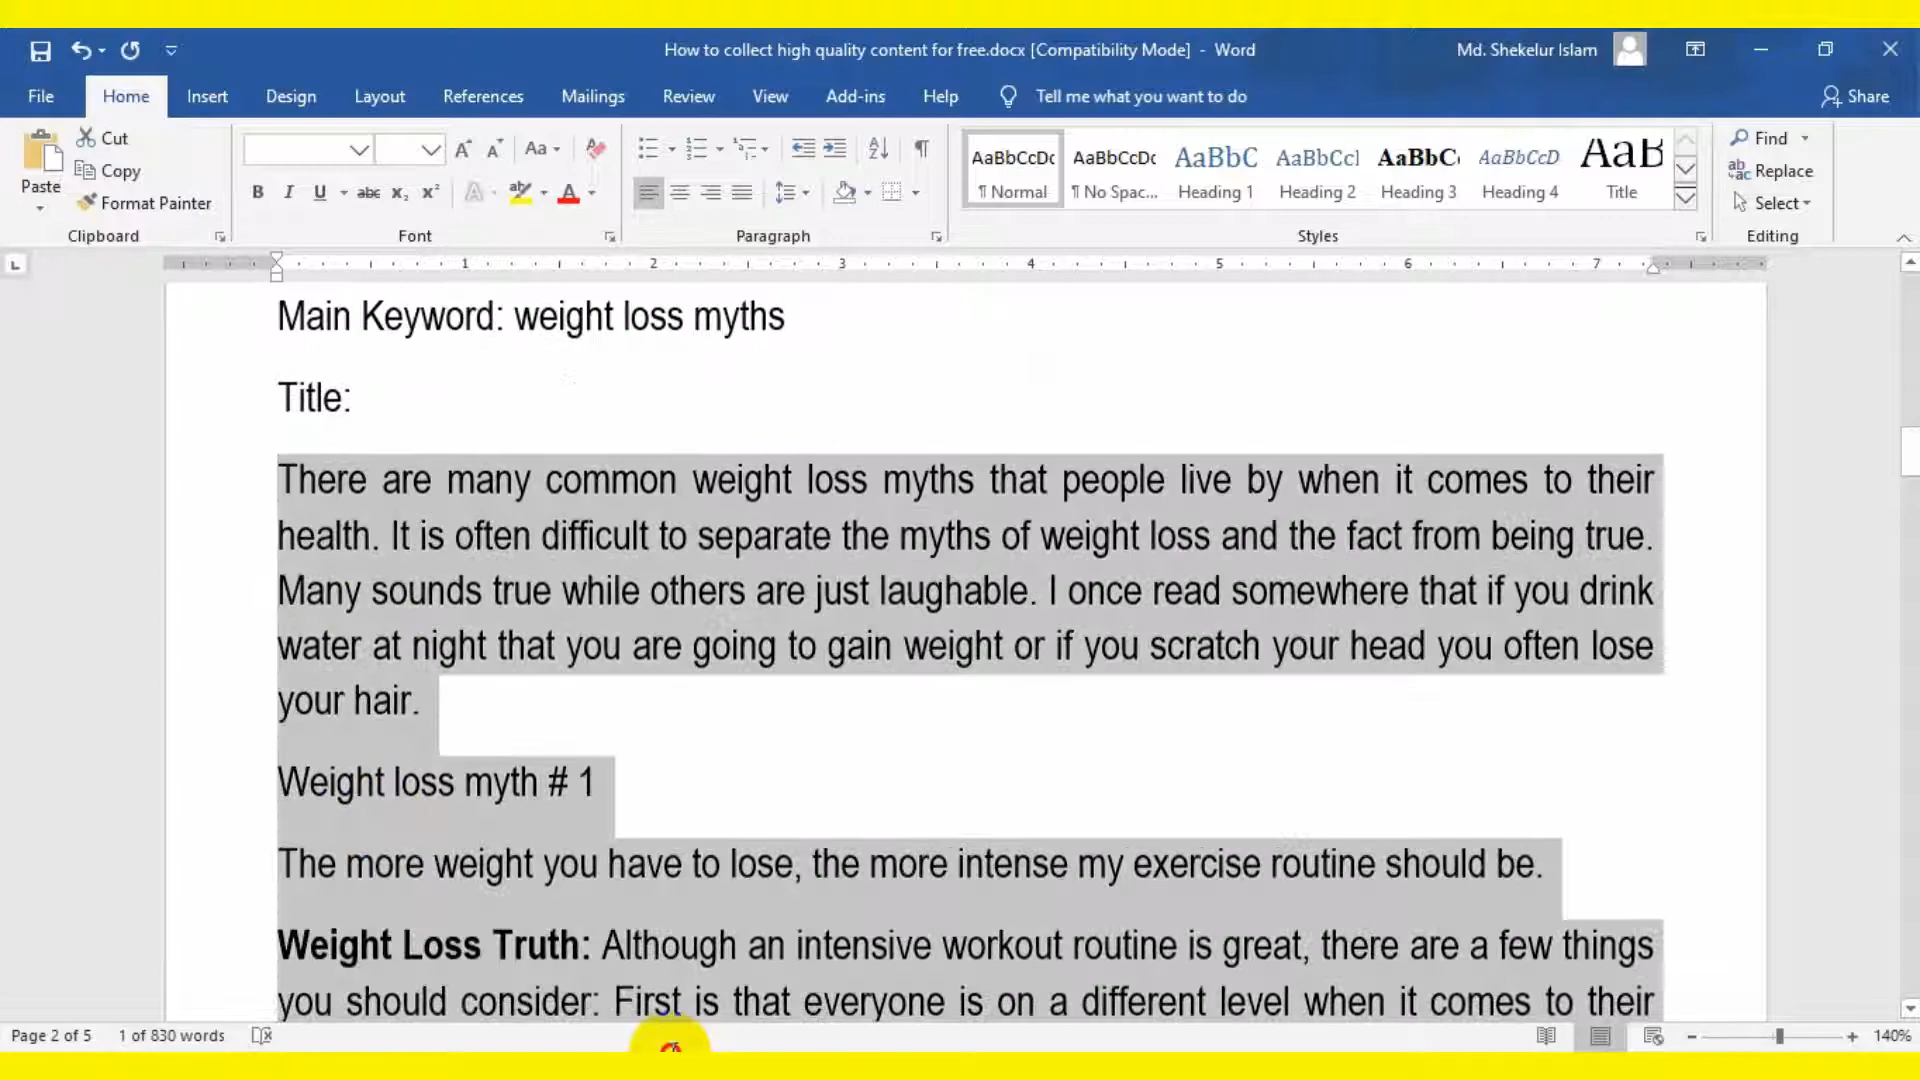 How to collect high quality content for free.docx [Compatibility Mode] - Word
Md. Shekelur Islam
File Home Insert Design Layout References Mailings Review View Add-ins Help Tell me what you want to do Share
Paste
Cut
Copy
Format Painter
Clipboard
Font
Paragraph
AaBbCcDc ¶ Normal
AaBbCcDc ¶ No Spac...
AaBbC Heading 1
AaBbCcI Heading 2
AaBbC Heading 3
AaBbCcD Heading 4
AaB Title
Styles
Find
Replace
Select
Editing
1 2 3 4 5 6 7
Main Keyword: weight loss myths
Title:
There are many common weight loss myths that people live by when it comes to their
health. It is often difficult to separate the myths of weight loss and the fact from being true.
Many sounds true while others are just laughable. I once read somewhere that if you drink
water at night that you are going to gain weight or if you scratch your head you often lose
your hair.
Weight loss myth # 1
The more weight you have to lose, the more intense my exercise routine should be.
Weight Loss Truth: Although an intensive workout routine is great, there are a few things
you should consider: First is that everyone is on a different level when it comes to their
Page 2 of 5 1 of 830 words 140%